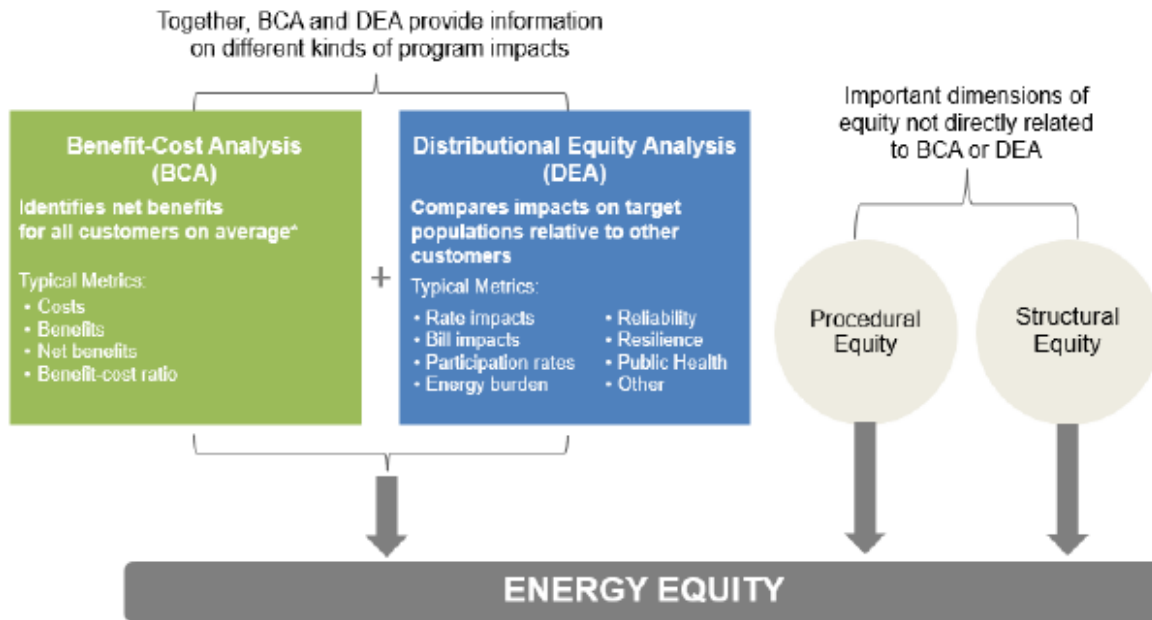 Together, BCA and DEA provide information
on different kinds of program impacts
Benefit-Cost Analysis
(BCA)
Identifies net benefits
for all customers on average*
Typical Metrics:
• Costs
• Benefits
• Net benefits
• Benefit-cost ratio
+
Distributional Equity Analysis
(DEA)
Compares impacts on target
populations relative to other
customers
Typical Metrics:
• Rate impacts
• Bill impacts
• Participation rates
• Energy burden
• Reliability
• Resilience
• Public Health
• Other
Important dimensions of
equity not directly related
to BCA or DEA
Procedural
Equity
Structural
Equity
ENERGY EQUITY